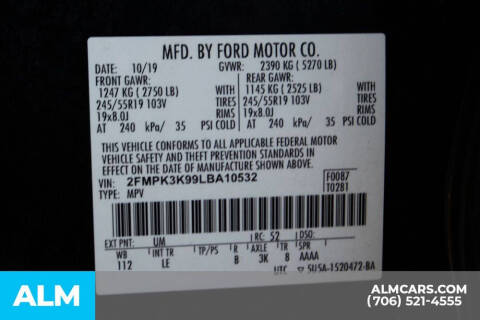 MFD. BY FORD MOTOR CO.
DATE: 10/19 GVWR: 2390 KG ( 5270 LB)
FRONT GAWR: REAR GAWR:
1247 KG ( 2750 LB) WITH 1145 KG ( 2525 LB) WITH
245/55R19 103V TIRES 245/55R19 103V TIRES
19x8.0J RIMS 19x8.0J RIMS
AT 240 kPa/ 35 PSI COLD AT 240 kPa/ 35 PSI COLD
THIS VEHICLE CONFORMS TO ALL APPLICABLE FEDERAL MOTOR
VEHICLE SAFETY AND THEFT PREVENTION STANDARDS IN
EFFECT ON THE DATE OF MANUFACTURE SHOWN ABOVE.
VIN: 2FMPK3K99LBA10532 F0087
TYPE: MPV T0281
EXT PNT: UM RC: 52 DSO:
WB INT TR TP/PS R AXLE TR SPR
112 LE B 3K 8 AAAA
UTC 5U5A-1520472-BA
ALM
ALMCARS.COM
(706) 521-4555